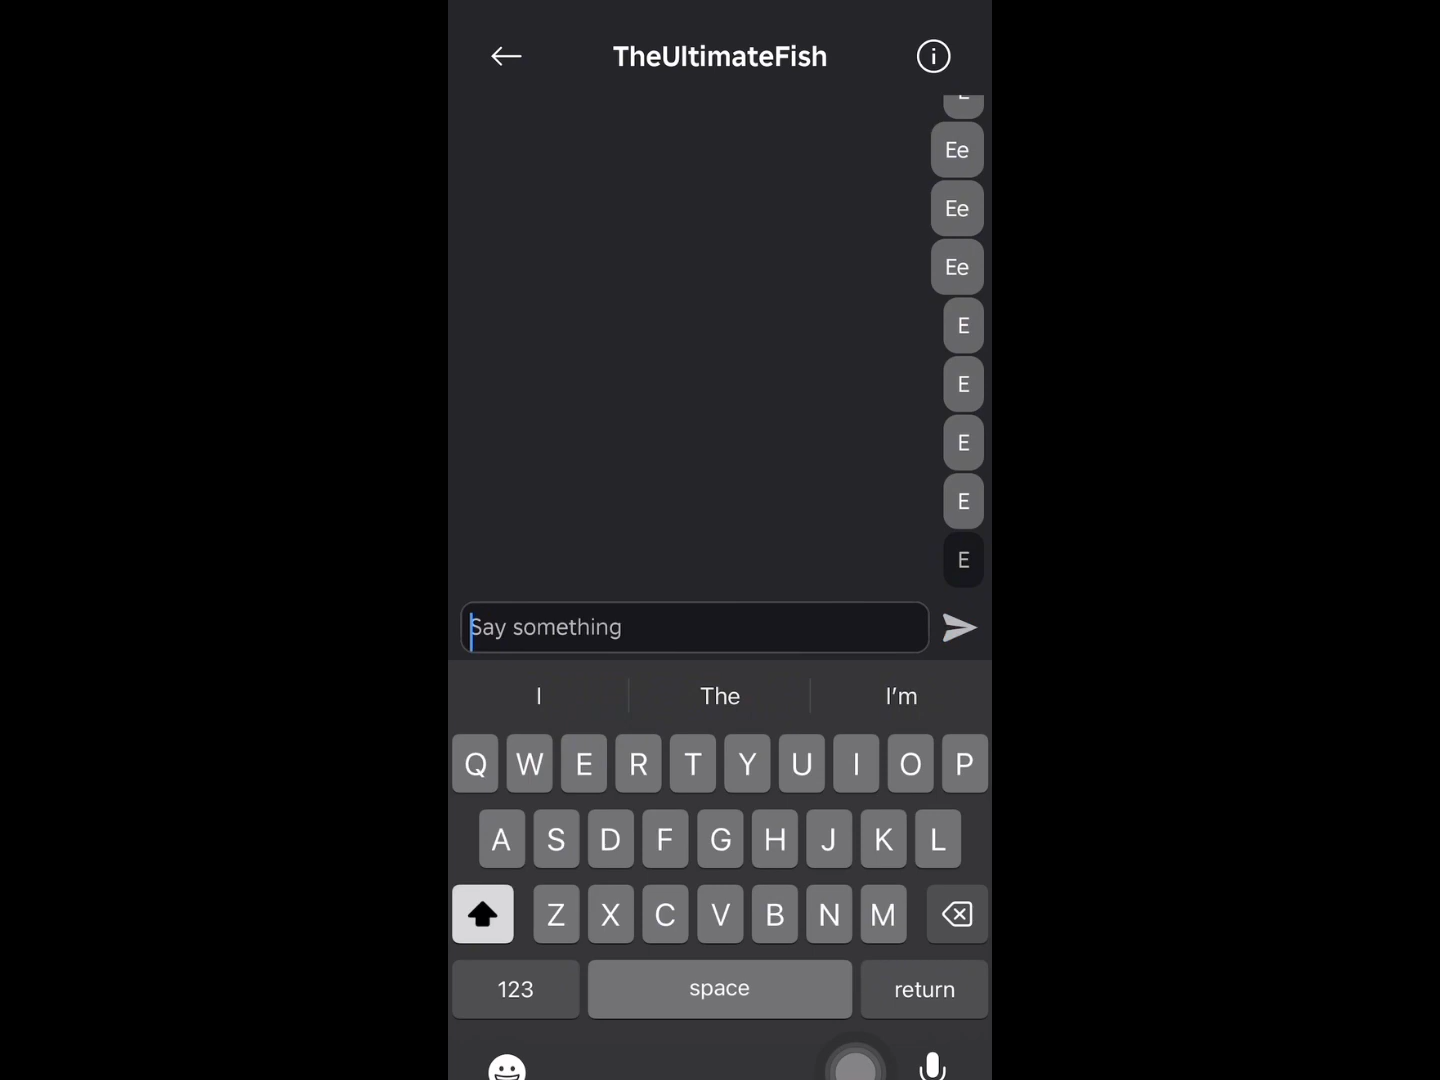 TheUltimateFish
E
Ee
Ee
Ee
E
E
E
E
E
Say something
I The I'm
Q W E R T Y U I O P
A S D F G H J K L
Z X C V B N M
123 space return